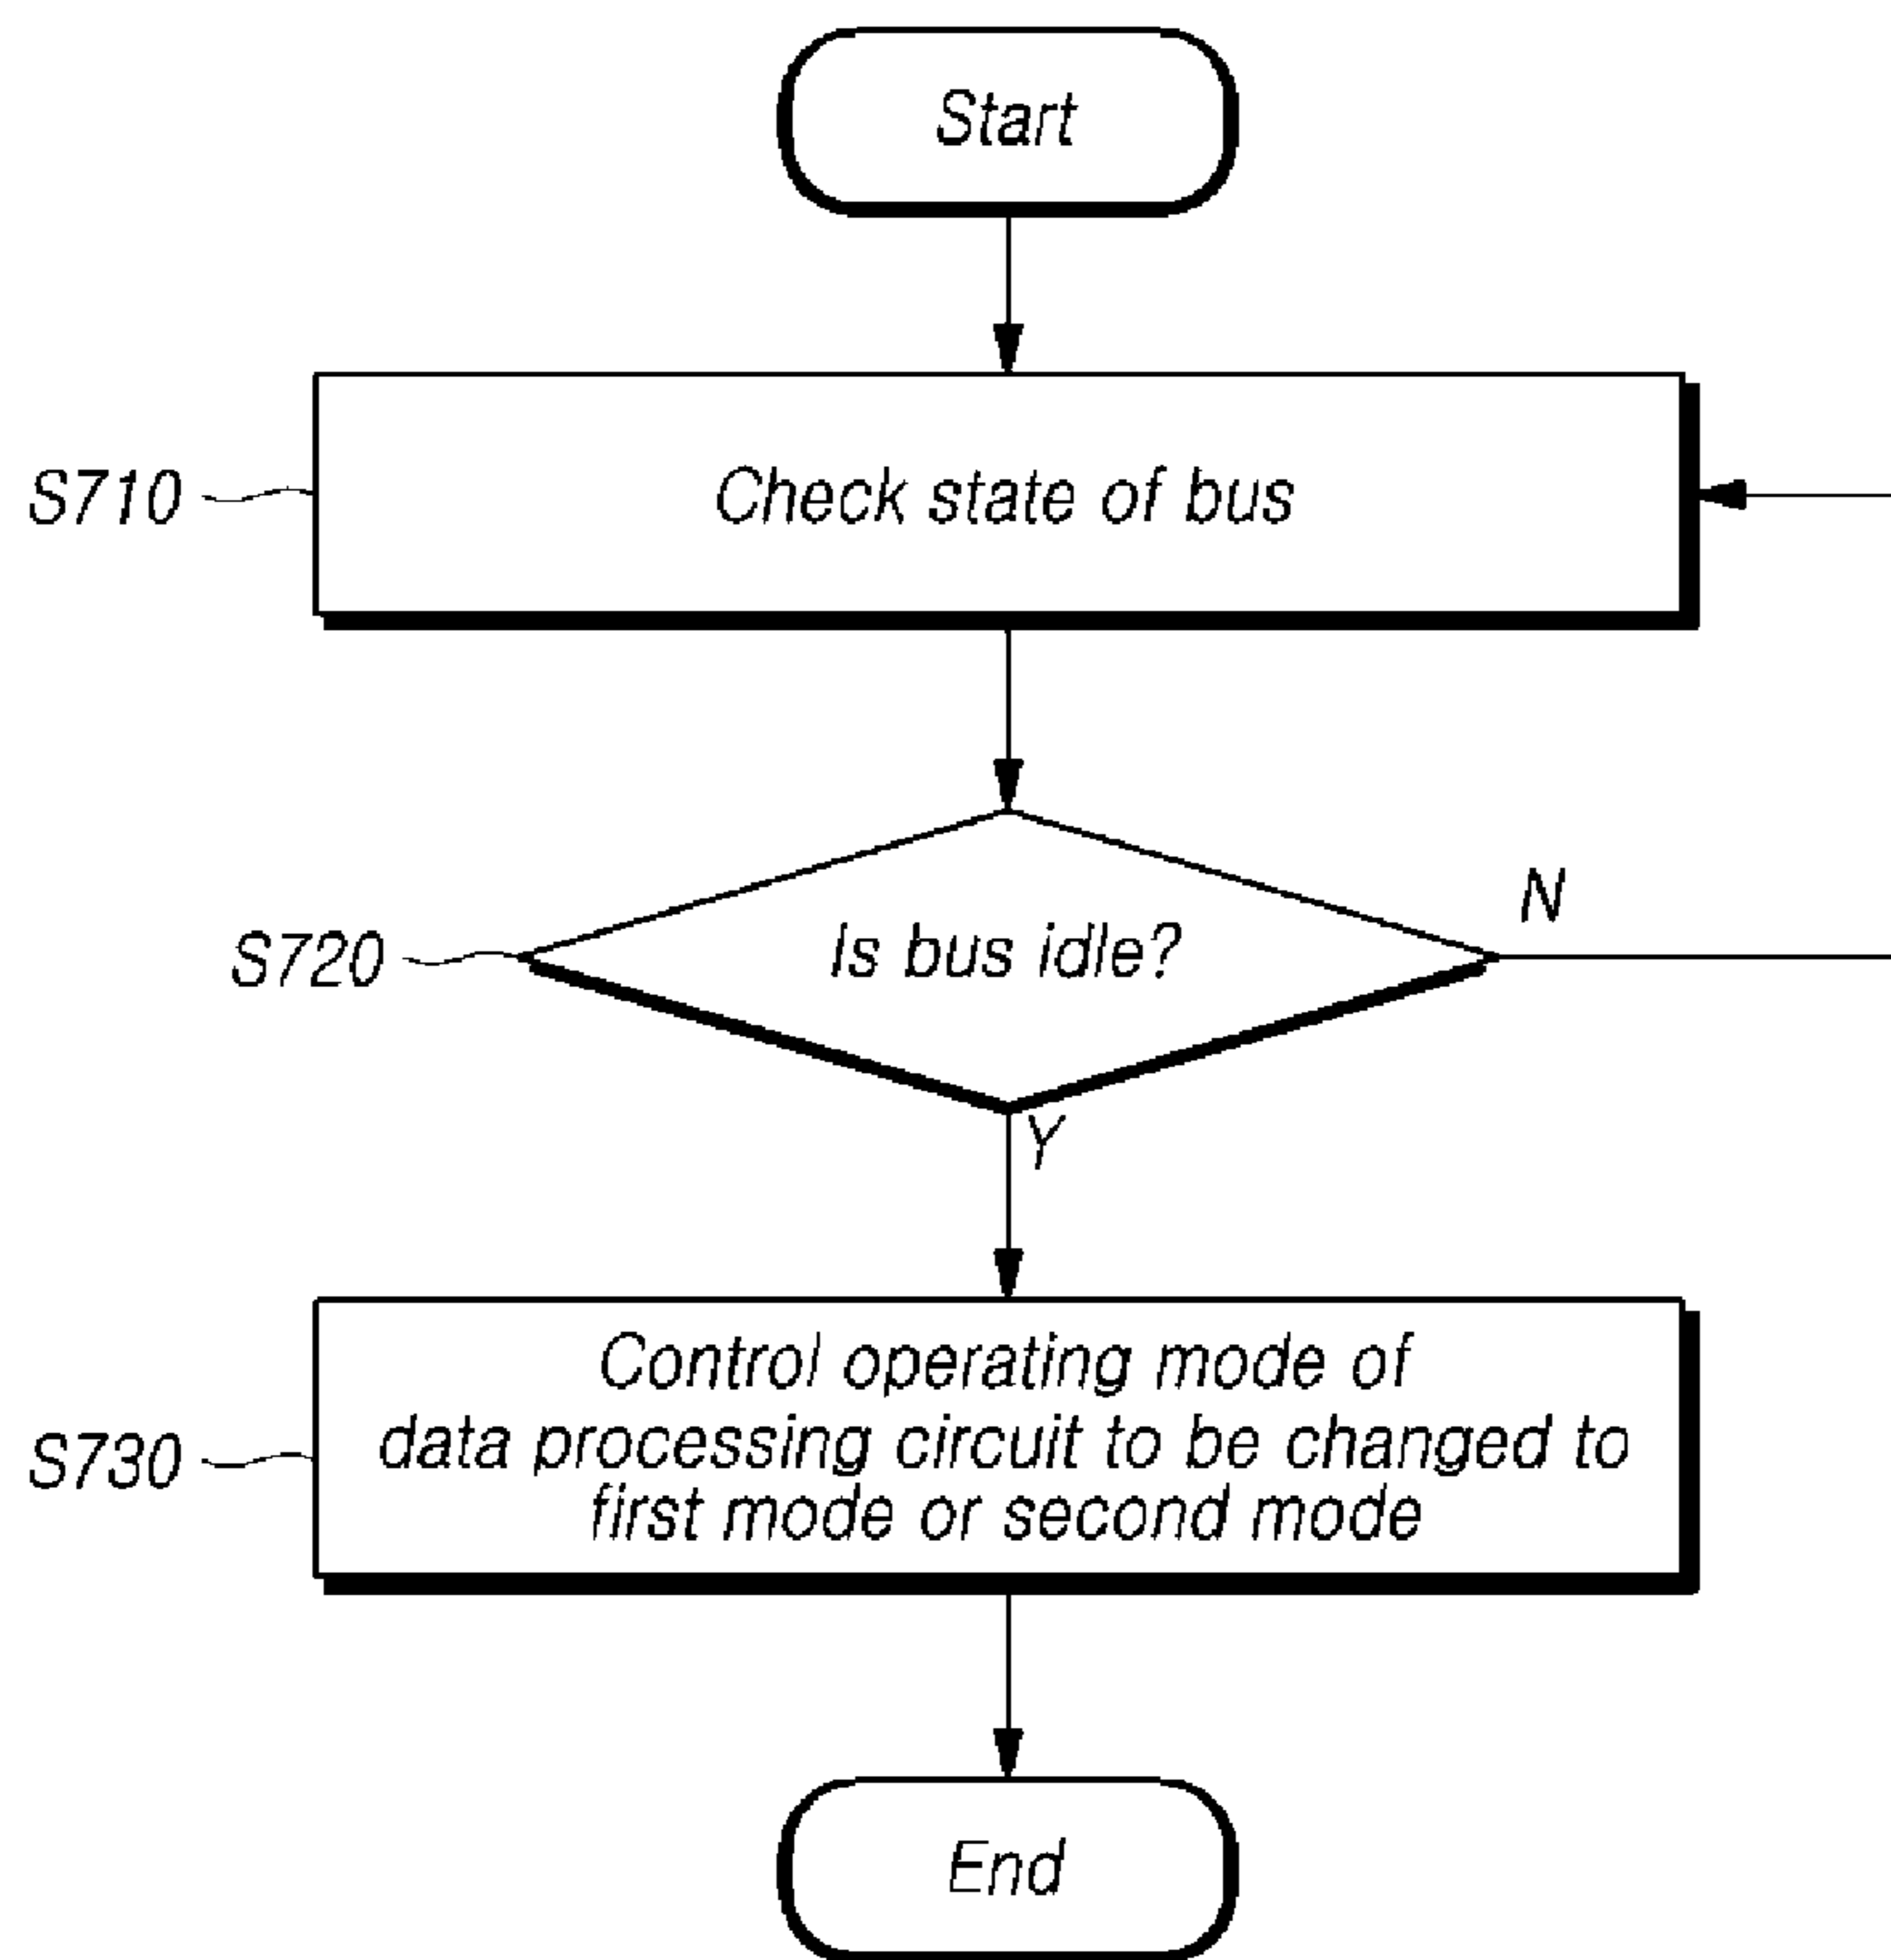 Start
S710
Check state of bus
S720
Is bus idle?
N
Y
S730
Control operating mode of
data processing circuit to be changed to
first mode or second mode
End